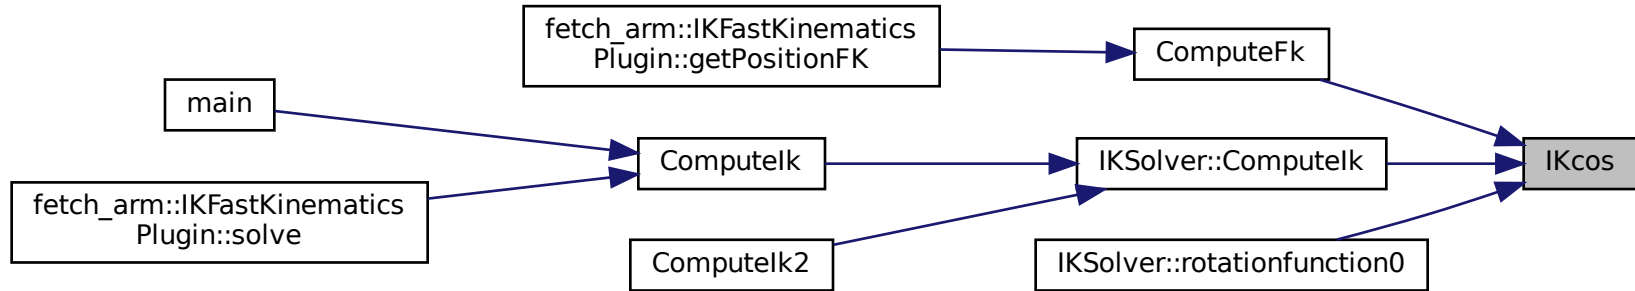 fetch_arm::IKFastKinematics
Plugin::getPositionFK
ComputeFk
main
ComputeIk
IKSolver::ComputeIk
IKcos
fetch_arm::IKFastKinematics
Plugin::solve
ComputeIk2
IKSolver::rotationfunction0